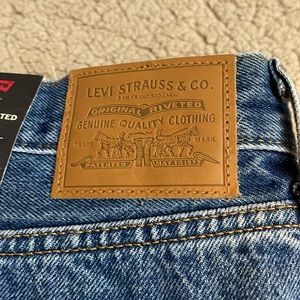 LEVI STRAUSS & CO.
SAN FRANCISCO, CAL.
ORIGINAL RIVETED
GENUINE QUALITY CLOTHING
TRADE MARK
PATENTED MAY 20 1873